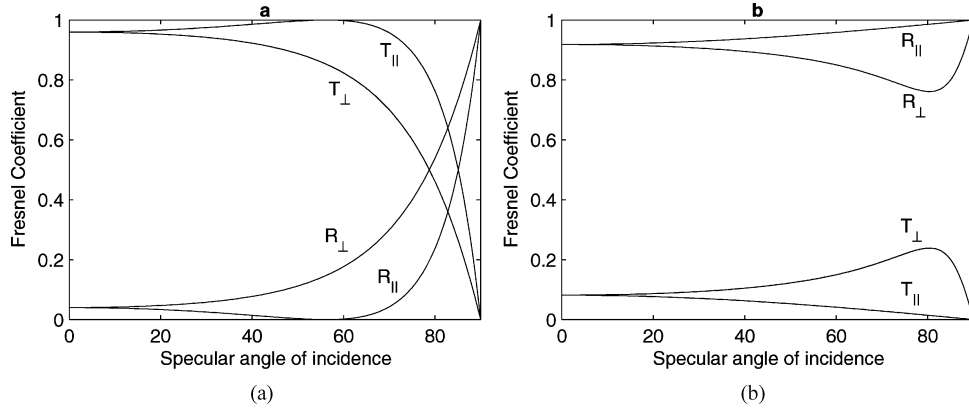 a
Fresnel Coefficient
1
0.8
0.6
0.4
0.2
0
T∥
T⊥
R⊥
R∥
0 20 40 60 80
Specular angle of incidence
(a)
b
Fresnel Coefficient
1
0.8
0.6
0.4
0.2
0
R∥
R⊥
T⊥
T∥
0 20 40 60 80
Specular angle of incidence
(b)